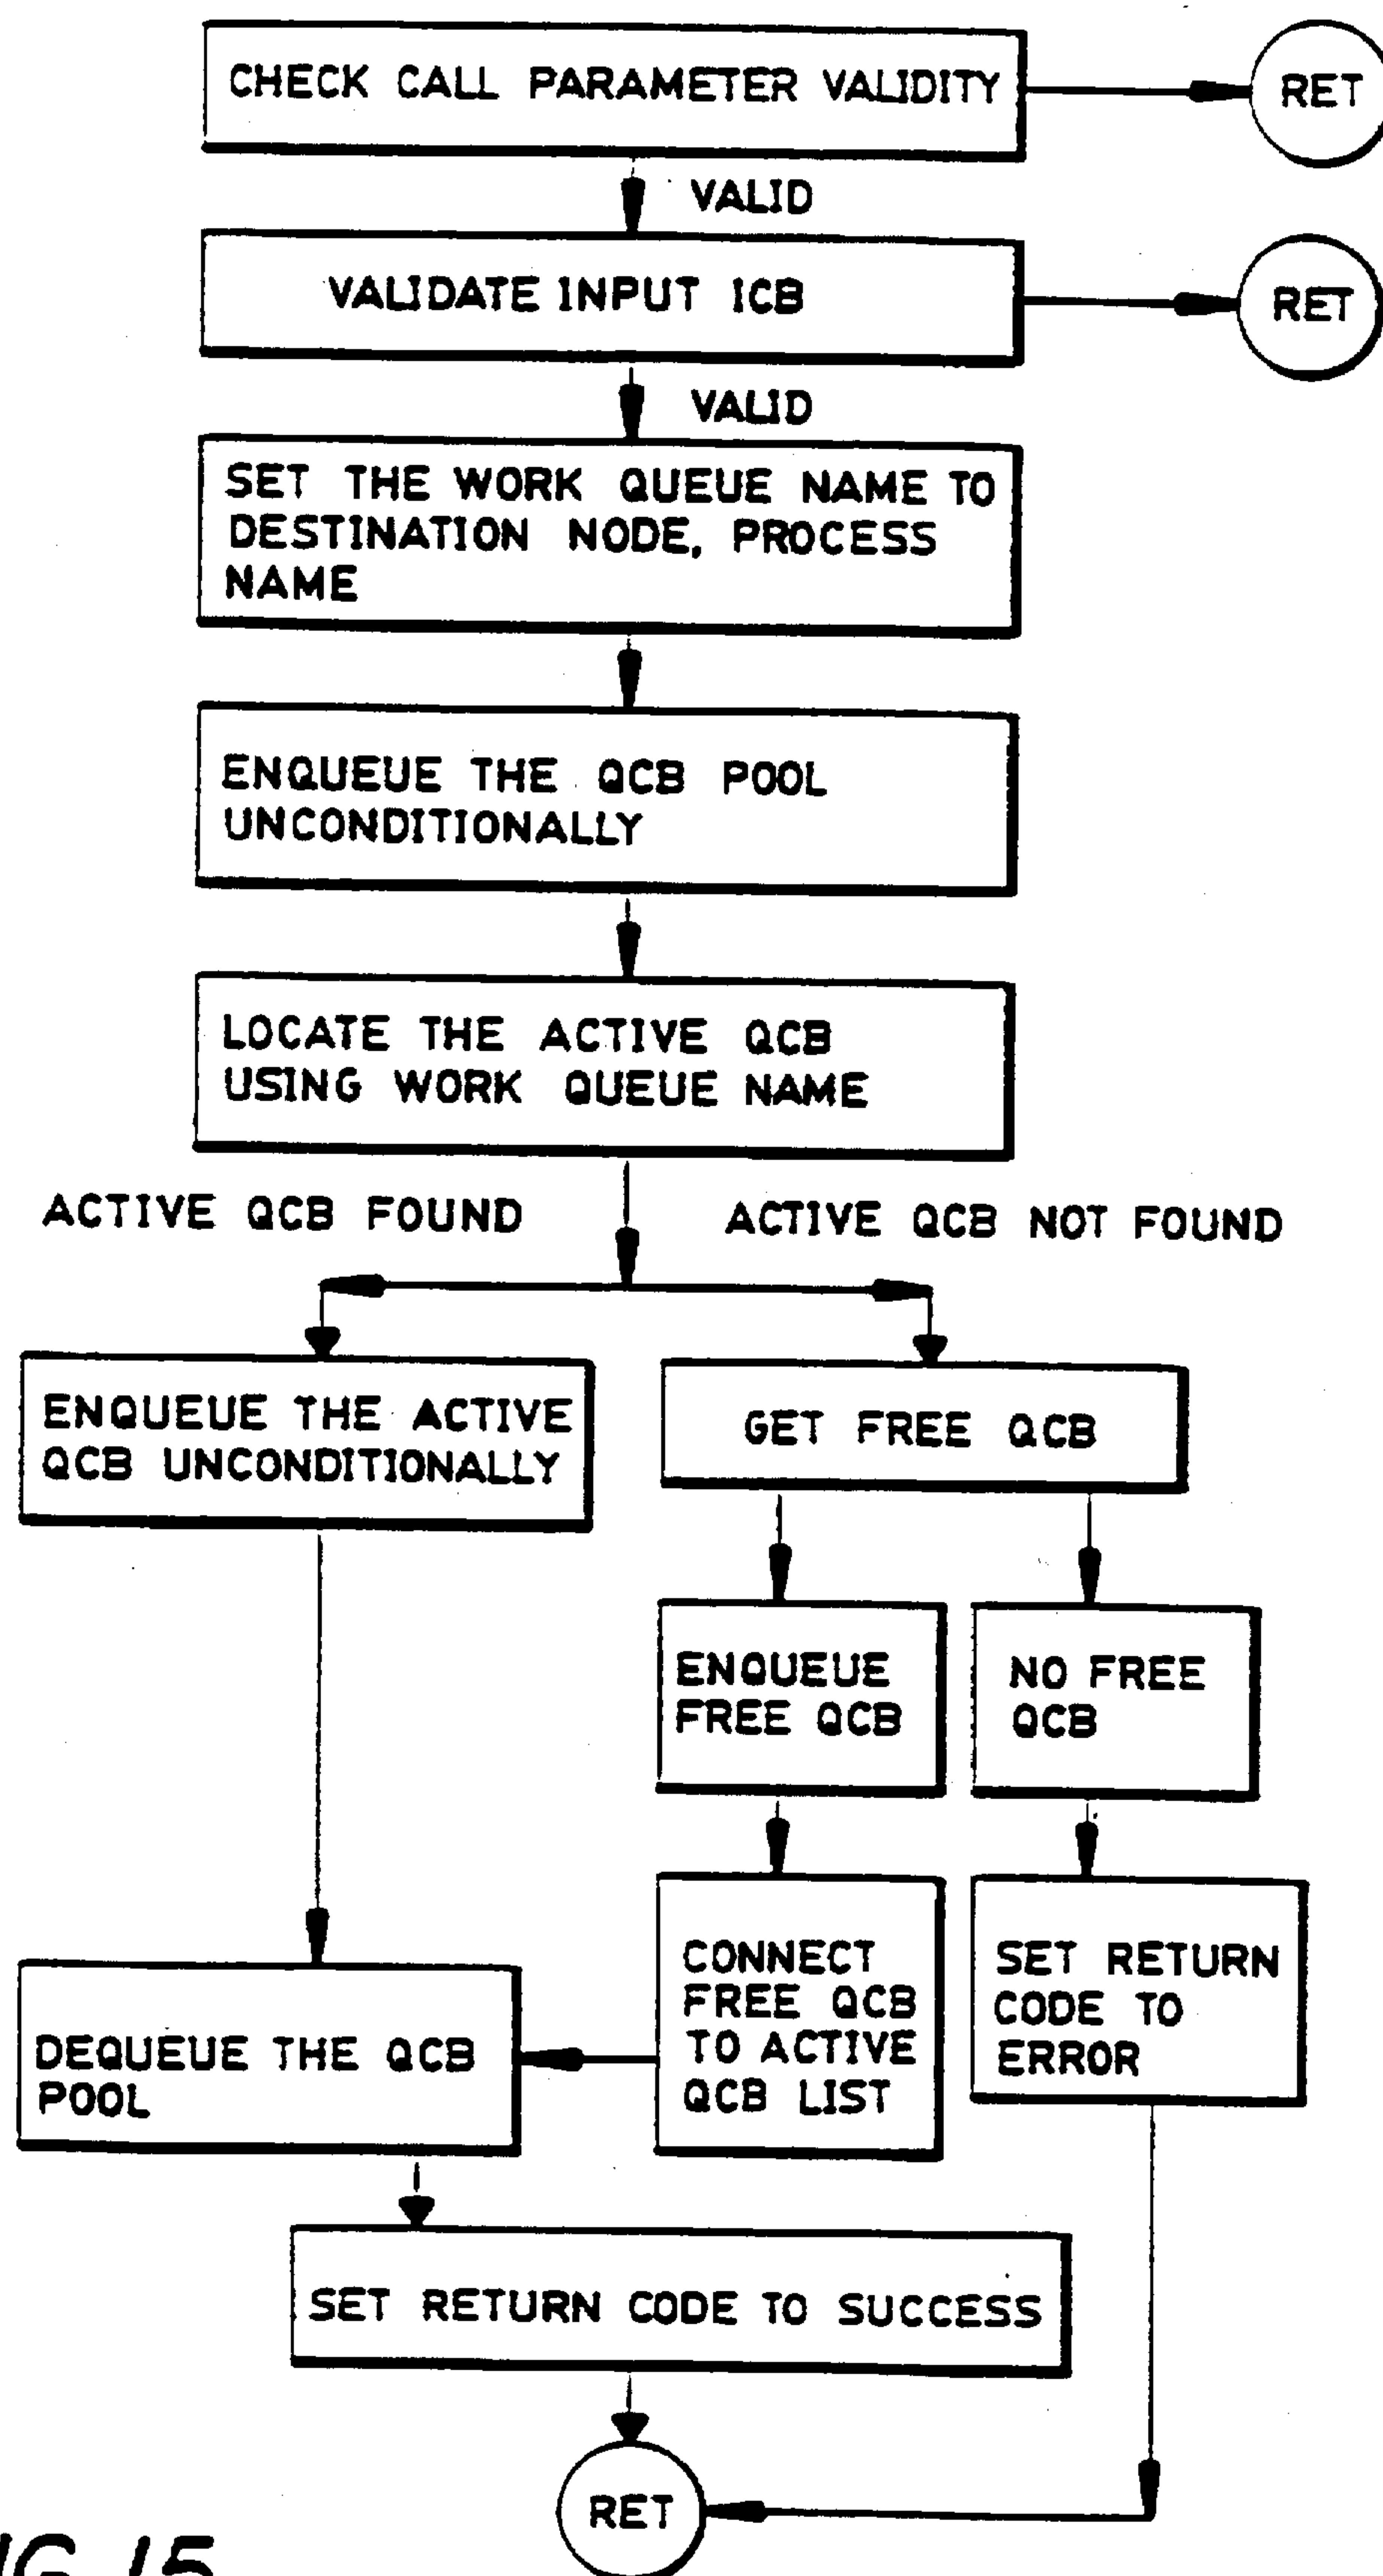 CHECK CALL PARAMETER VALIDITY
RET
VALID
VALIDATE INPUT ICB
RET
VALID
SET THE WORK QUEUE NAME TO
DESTINATION NODE, PROCESS
NAME
ENQUEUE THE QCB POOL
UNCONDITIONALLY
LOCATE THE ACTIVE QCB
USING WORK QUEUE NAME
ACTIVE QCB FOUND
ACTIVE QCB NOT FOUND
ENQUEUE THE ACTIVE
QCB UNCONDITIONALLY
GET FREE QCB
ENQUEUE
FREE QCB
NO FREE
QCB
CONNECT
FREE QCB
TO ACTIVE
QCB LIST
SET RETURN
CODE TO
ERROR
DEQUEUE THE QCB
POOL
SET RETURN CODE TO SUCCESS
RET
15